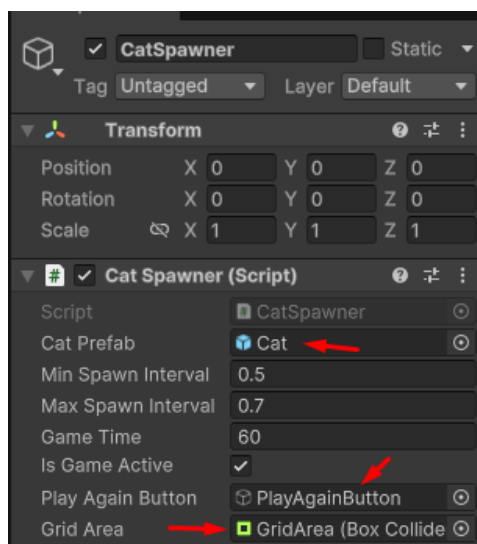 CatSpawner Static
Tag Untagged Layer Default
Transform
Position X 0 Y 0 Z 0
Rotation X 0 Y 0 Z 0
Scale X 1 Y 1 Z 1
# Cat Spawner (Script)
Script # CatSpawner
Cat Prefab Cat
Min Spawn Interval 0.5
Max Spawn Interval 0.7
Game Time 60
Is Game Active
Play Again Button PlayAgainButton
Grid Area GridArea (Box Collide